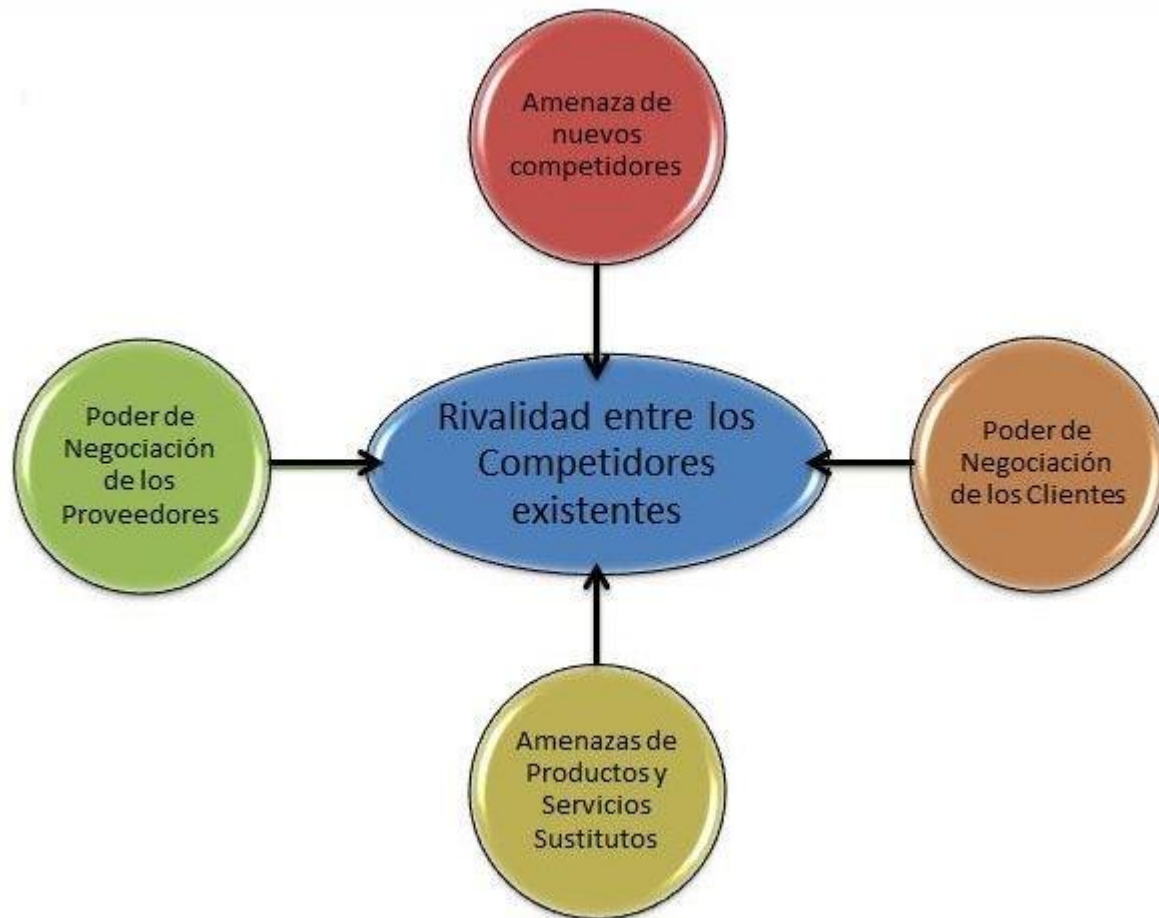 Amenaza de
nuevos
competidores
Poder de
Negociación
de los
Proveedores
Rivalidad entre los
Competidores
existentes
Poder de
Negociación
de los Clientes
Amenazas de
Productos y
Servicios
Sustitutos